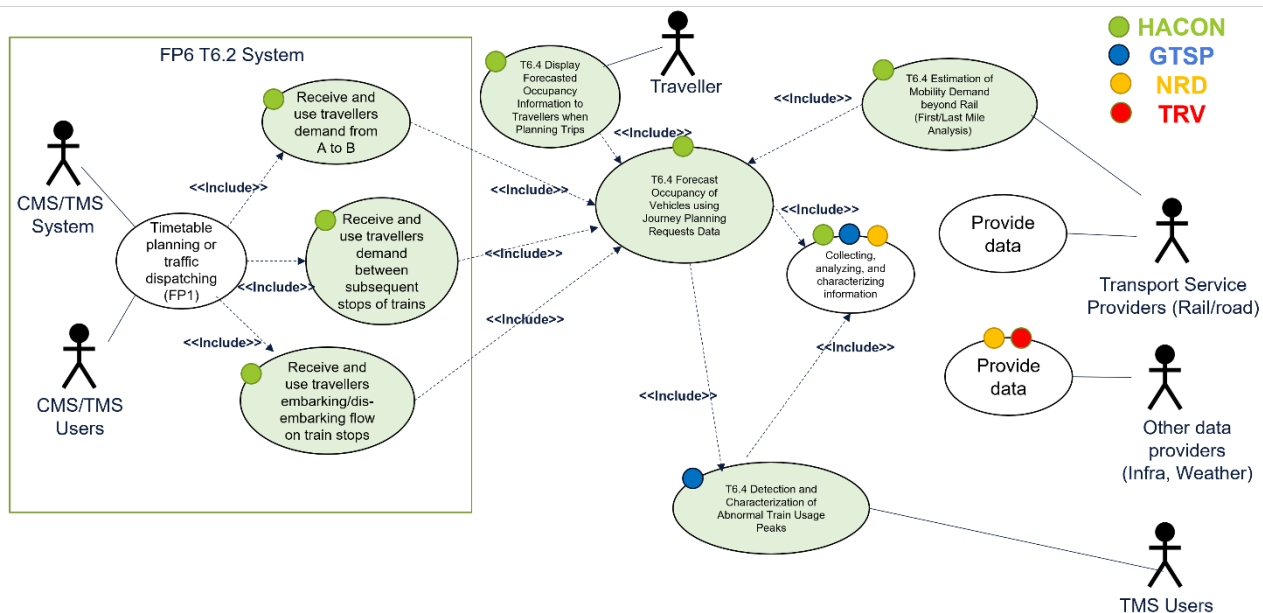 FP6 T6.2 System
CMS/TMS
System
CMS/TMS
Users
Timetable
planning or
traffic
dispatching
(FP1)
<<Include>>
<<Include>>
<<Include>>
Receive and
use travellers
demand from
A to B
Receive and
use travellers
demand
between
subsequent
stops of trains
Receive and
use travellers
embarking/dis-
embarking flow
on train stops
<<Include>>
<<Include>>
<<Include>>
T6.4 Display
Forecasted
Occupancy
Information to
Travellers when
Planning Trips
Traveller
<<Include>>
T6.4 Forecast
Occupancy of
Vehicles using
Journey Planning
Requests Data
<<Include>>
T6.4 Estimation of
Mobility Demand
beyond Rail
(First/Last Mile
Analysis)
<<Include>>
Collecting,
analyzing, and
characterizing
information
<<Include>>
<<Include>>
T6.4 Detection and
Characterization of
Abnormal Train Usage
Peaks
HACON
GTSP
NRD
TRV
Provide
data
Transport Service
Providers (Rail/road)
Provide
data
Other data
providers
(Infra, Weather)
TMS Users